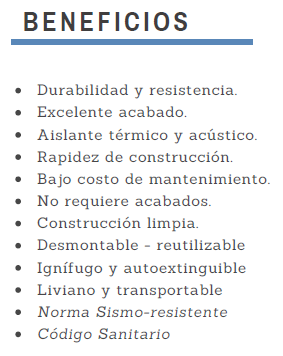 BENEFICIOS
• Durabilidad y resistencia.
• Excelente acabado.
• Aislante térmico y acústico.
• Rapidez de construcción.
• Bajo costo de mantenimiento.
• No requiere acabados.
• Construcción limpia.
• Desmontable - reutilizable
• Ignífugo y autoextinguible
• Liviano y transportable
• Norma Sismo-resistente
• Código Sanitario